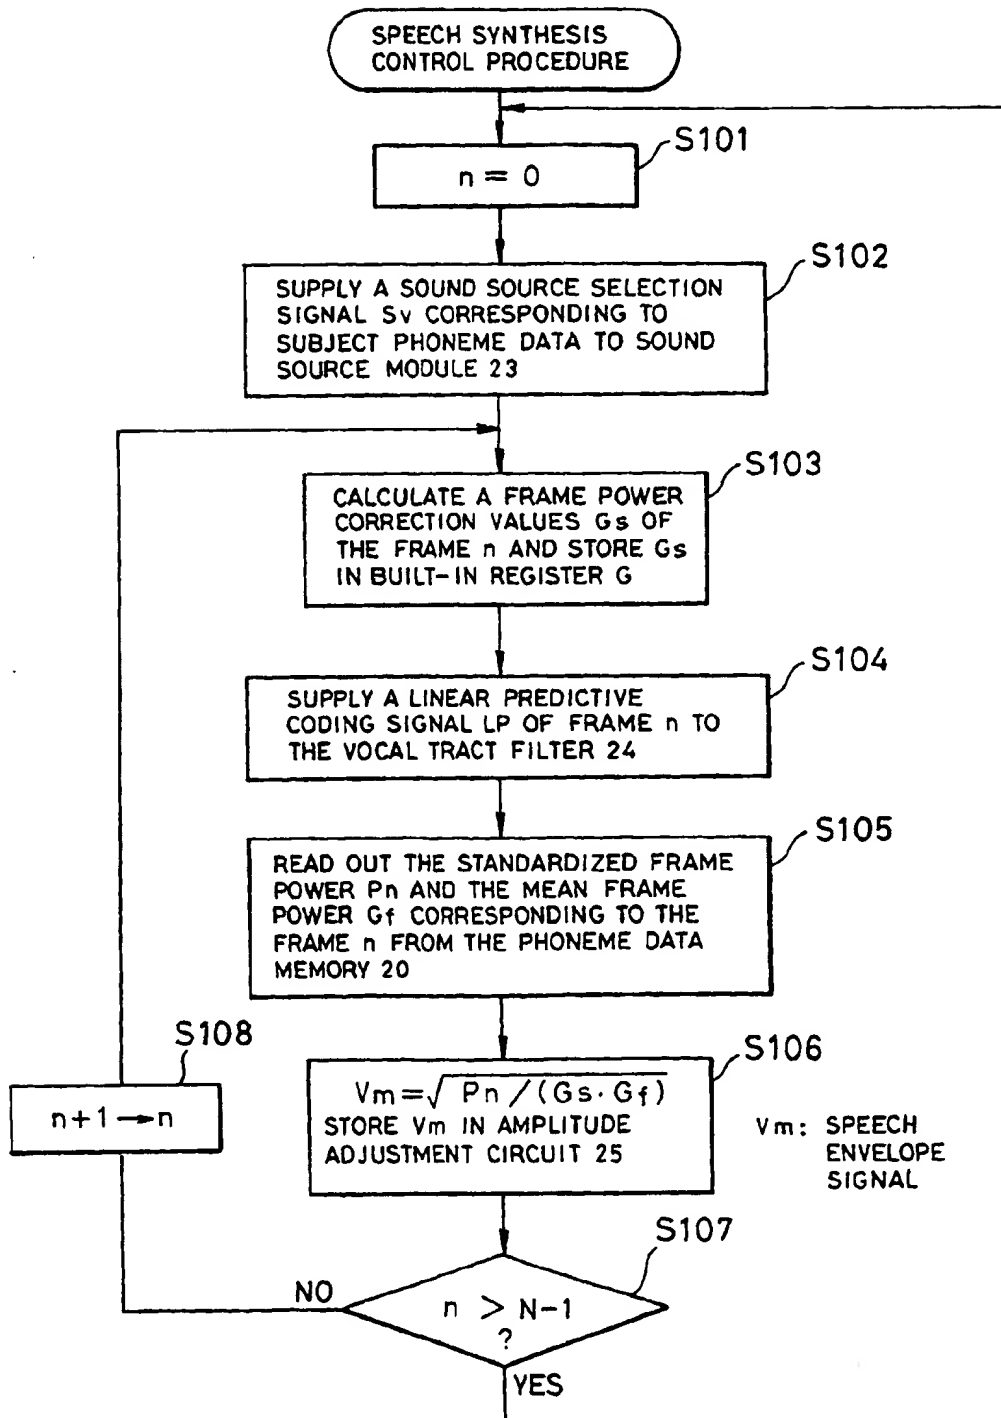 SPEECH SYNTHESIS
CONTROL PROCEDURE
S101
n = 0
S102
SUPPLY A SOUND SOURCE SELECTION
SIGNAL Sv CORRESPONDING TO
SUBJECT PHONEME DATA TO SOUND
SOURCE MODULE 23
S103
CALCULATE A FRAME POWER
CORRECTION VALUES Gs OF
THE FRAME n AND STORE Gs
IN BUILT-IN REGISTER G
S104
SUPPLY A LINEAR PREDICTIVE
CODING SIGNAL LP OF FRAME n TO
THE VOCAL TRACT FILTER 24
S105
READ OUT THE STANDARDIZED FRAME
POWER Pn AND THE MEAN FRAME
POWER Gf CORRESPONDING TO THE
FRAME n FROM THE PHONEME DATA
MEMORY 20
S106
Vm=√Pn/(Gs·Gf)
STORE Vm IN AMPLITUDE
ADJUSTMENT CIRCUIT 25
Vm: SPEECH
ENVELOPE
SIGNAL
S107
n > N-1
?
NO
YES
S108
n+1→n